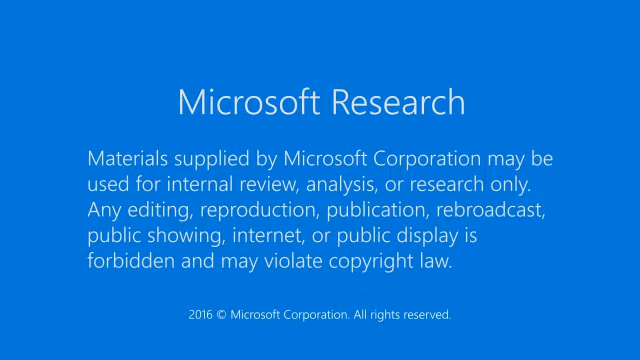 Microsoft Research
Materials supplied by Microsoft Corporation may be
used for internal review, analysis, or research only.
Any editing, reproduction, publication, rebroadcast,
public showing, internet, or public display is
forbidden and may violate copyright law.
2016 © Microsoft Corporation. All rights reserved.